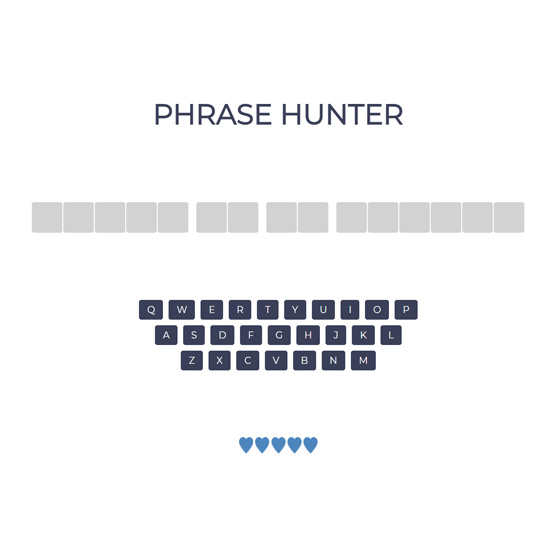 PHRASE HUNTER
Q W E R T Y U I O P
A S D F G H J K L
Z X C V B N M